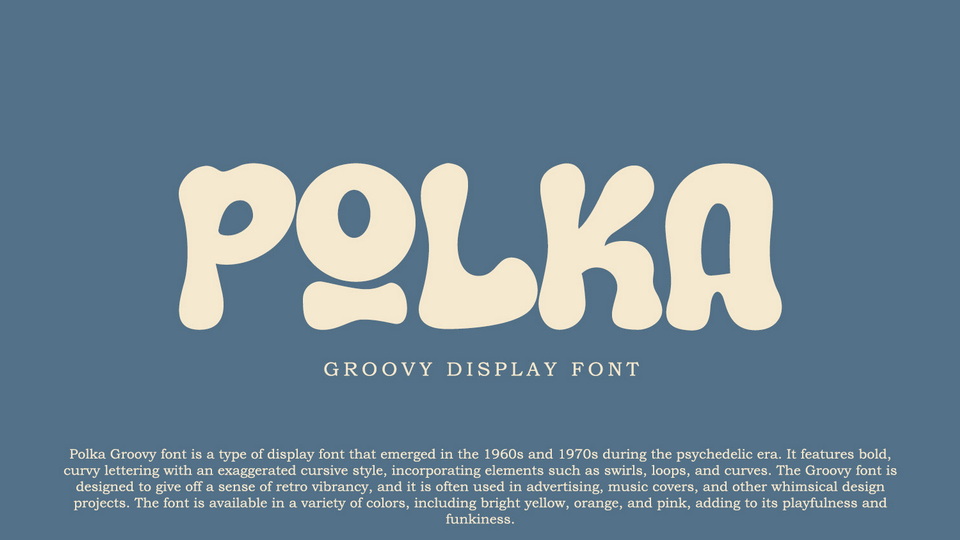 POLKA
GROOVY DISPLAY FONT
Polka Groovy font is a type of display font that emerged in the 1960s and 1970s during the psychedelic era. It features bold,
curvy lettering with an exaggerated cursive style, incorporating elements such as swirls, loops, and curves. The Groovy font is
designed to give off a sense of retro vibrancy, and it is often used in advertising, music covers, and other whimsical design
projects. The font is available in a variety of colors, including bright yellow, orange, and pink, adding to its playfulness and
funkiness.